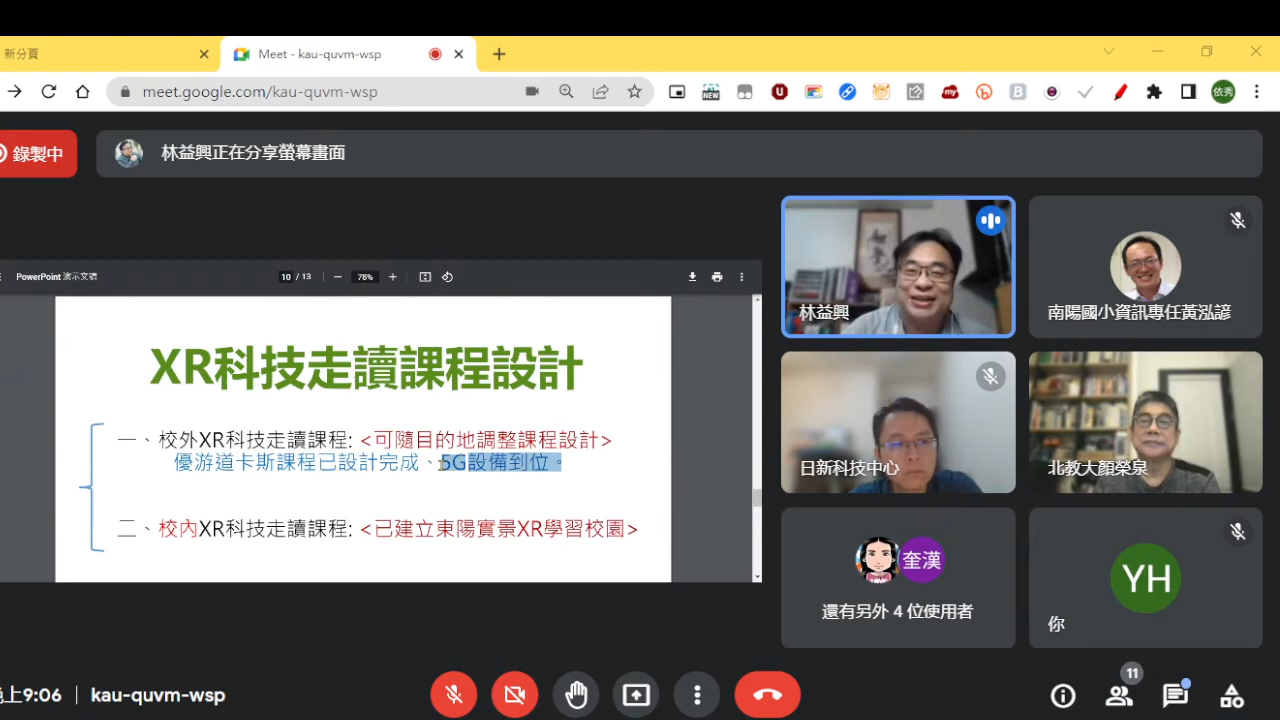 新分頁
Meet - kau-quvm-wsp
meet.google.com/kau-quvm-wsp
NEW
my
B
依秀
錄製中
林益興正在分享螢幕畫面
PowerPoint 演示文稿
10 / 13
78%
XR科技走讀課程設計
一、校外XR科技走讀課程: <可隨目的地調整課程設計>
優游道卡斯課程已設計完成、5G設備到位。
二、校內XR科技走讀課程: <已建立東陽實景XR學習校園>
林益興
南陽國小資訊專任黃泓諺
日新科技中心
北教大顏榮泉
奎漢
還有另外 4 位使用者
YH
你
晚上9:06
kau-quvm-wsp
11